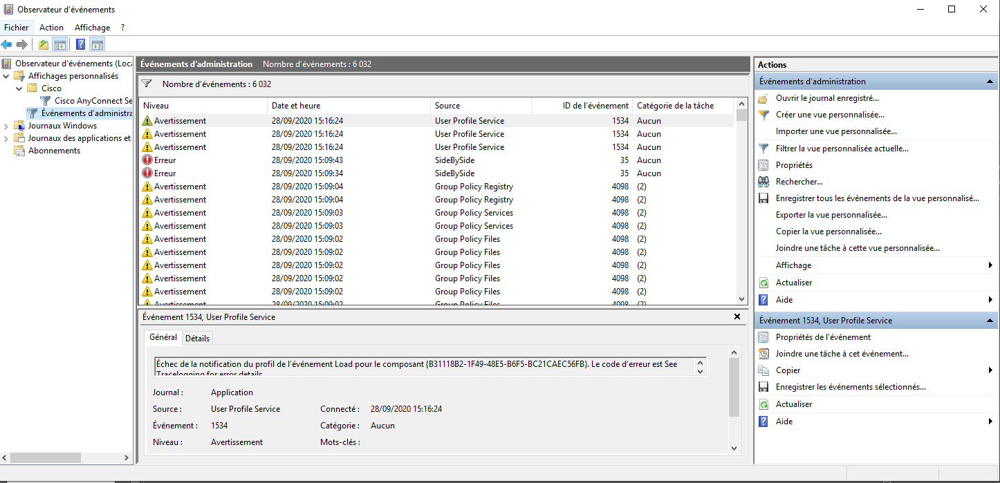 Observateur d'événements
Fichier Action Affichage ?
Observateur d'événements (Loca
Affichages personnalisés
Cisco
Cisco AnyConnect Se
Événements d'administra
Journaux Windows
Journaux des applications et
Abonnements
Événements d'administration Nombre d'événements : 6 032
Nombre d'événements : 6 032
Niveau Date et heure Source ID de l'événement Catégorie de la tâche
Avertissement 28/09/2020 15:16:24 User Profile Service 1534 Aucun
Avertissement 28/09/2020 15:16:24 User Profile Service 1534 Aucun
Avertissement 28/09/2020 15:16:24 User Profile Service 1534 Aucun
Erreur 28/09/2020 15:09:43 SideBySide 35 Aucun
Erreur 28/09/2020 15:09:34 SideBySide 35 Aucun
Avertissement 28/09/2020 15:09:04 Group Policy Registry 4098 (2)
Avertissement 28/09/2020 15:09:04 Group Policy Registry 4098 (2)
Avertissement 28/09/2020 15:09:03 Group Policy Services 4098 (2)
Avertissement 28/09/2020 15:09:03 Group Policy Services 4098 (2)
Avertissement 28/09/2020 15:09:02 Group Policy Files 4098 (2)
Avertissement 28/09/2020 15:09:02 Group Policy Files 4098 (2)
Avertissement 28/09/2020 15:09:02 Group Policy Files 4098 (2)
Avertissement 28/09/2020 15:09:02 Group Policy Files 4098 (2)
Avertissement 28/09/2020 15:09:02 Group Policy Files 4098 (2)
Avertissement 28/09/2020 15:09:02 Group Policy Files 4098 (2)
Événement 1534, User Profile Service
Général Détails
Échec de la notification du profil de l'événement Load pour le composant {B31118B2-1F49-48E5-B6F5-BC21CAEC56FB}. Le code d'erreur est See
Tracelogging for error details
Journal : Application
Source : User Profile Service Connecté : 28/09/2020 15:16:24
Événement : 1534 Catégorie : Aucun
Niveau : Avertissement Mots-clés :
Actions
Événements d'administration
Ouvrir le journal enregistré...
Créer une vue personnalisée...
Importer une vue personnalisée...
Filtrer la vue personnalisée actuelle...
Propriétés
Rechercher...
Enregistrer tous les événements de la vue personnalisé...
Exporter la vue personnalisée...
Copier la vue personnalisée...
Joindre une tâche à cette vue personnalisée...
Affichage
Actualiser
Aide
Événement 1534, User Profile Service
Propriétés de l'événement
Joindre une tâche à cet événement...
Copier
Enregistrer les événements sélectionnés...
Actualiser
Aide